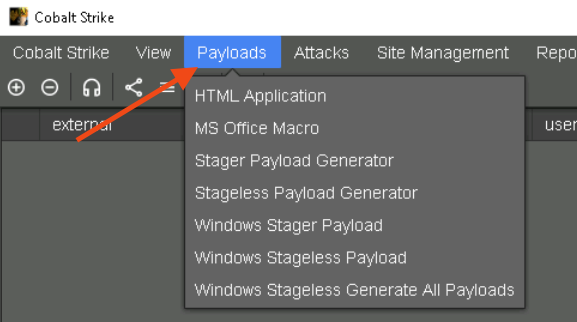 Cobalt Strike
Cobalt Strike View Payloads Attacks Site Management Repo
HTML Application
external user
MS Office Macro
Stager Payload Generator
Stageless Payload Generator
Windows Stager Payload
Windows Stageless Payload
Windows Stageless Generate All Payloads